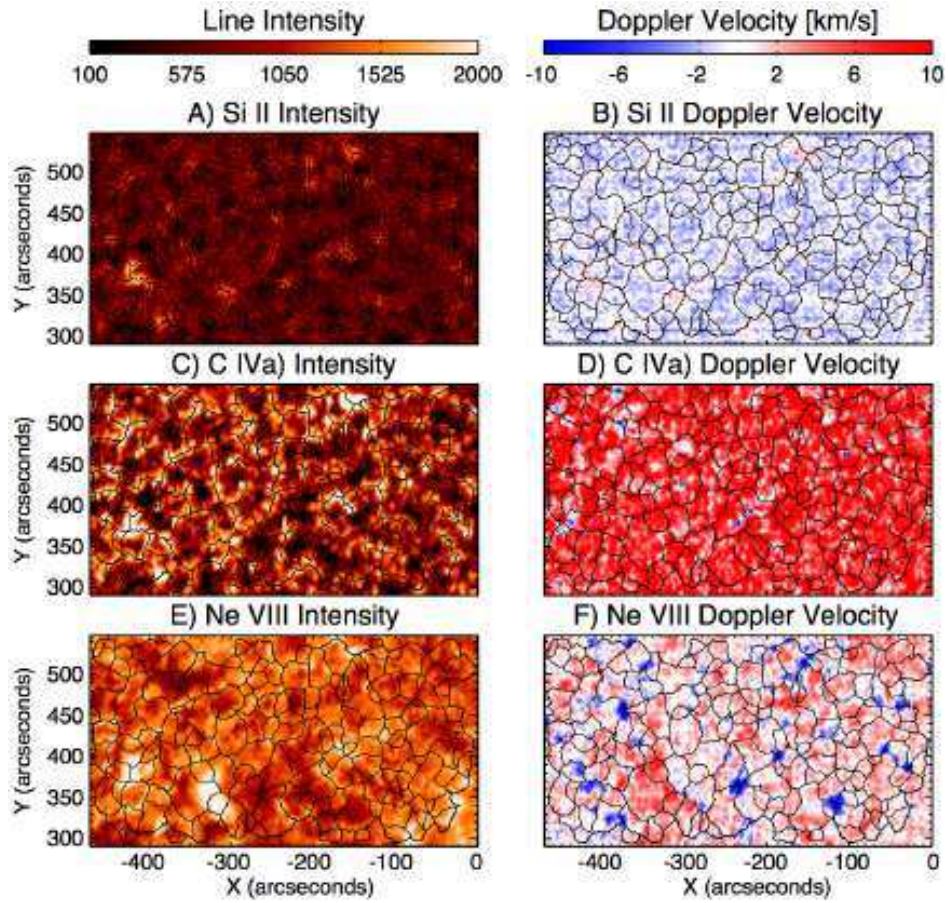 Line Intensity
Doppler Velocity [km/s]
100 575 1050 1525 2000
-10 -6 -2 2 6 10
A) Si II Intensity
B) Si II Doppler Velocity
500
450
400
350
300
Y (arcseconds)
C) C IVa) Intensity
D) C IVa) Doppler Velocity
500
450
400
350
300
Y (arcseconds)
E) Ne VIII Intensity
F) Ne VIII Doppler Velocity
500
450
400
350
300
Y (arcseconds)
-400 -300 -200 -100 0
-400 -300 -200 -100 0
X (arcseconds)
X (arcseconds)